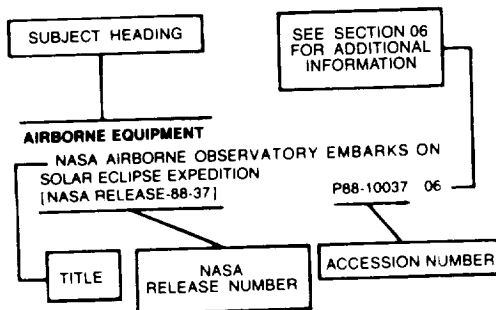 SUBJECT HEADING
SEE SECTION 06
FOR ADDITIONAL
INFORMATION
AIRBORNE EQUIPMENT
NASA AIRBORNE OBSERVATORY EMBARKS ON
SOLAR ECLIPSE EXPEDITION
[NASA RELEASE-88-37] P88-10037 06
TITLE
NASA
RELEASE NUMBER
ACCESSION NUMBER